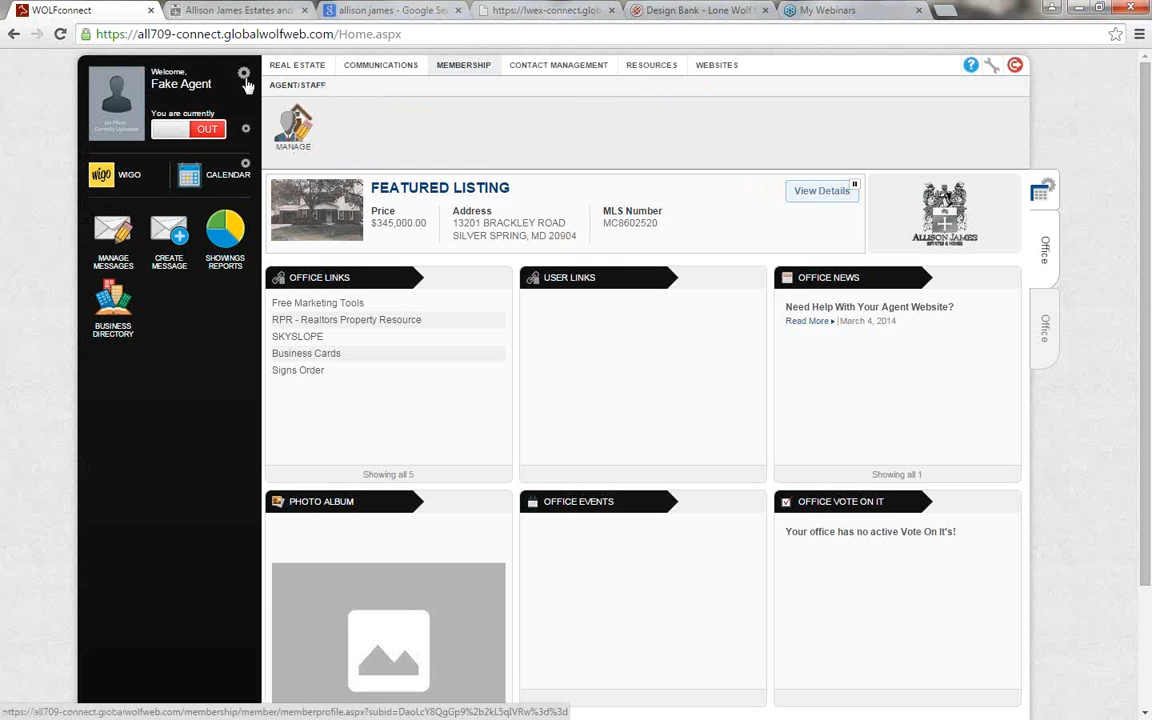 WOLFconnect
Allison James Estates and
allison james - Google Se
https://lwex-connect.glob
Design Bank - Lone Wolf
My Webinars
https://all709-connect.globalwolfweb.com/Home.aspx
Welcome,
Fake Agent
No Photo
Currently Uploaded
You are currently
OUT
wigo
WIGO
CALENDAR
MANAGE
MESSAGES
CREATE
MESSAGE
SHOWINGS
REPORTS
BUSINESS
DIRECTORY
REAL ESTATE
COMMUNICATIONS
MEMBERSHIP
CONTACT MANAGEMENT
RESOURCES
WEBSITES
AGENT/STAFF
MANAGE
FEATURED LISTING
View Details
Price
$345,000.00
Address
13201 BRACKLEY ROAD
SILVER SPRING, MD 20904
MLS Number
MC8602520
ALLISON JAMES
ESTATES & HOMES
Office
Office
OFFICE LINKS
Free Marketing Tools
RPR - Realtors Property Resource
SKYSLOPE
Business Cards
Signs Order
Showing all 5
USER LINKS
OFFICE NEWS
Need Help With Your Agent Website?
Read More | March 4, 2014
Showing all 1
PHOTO ALBUM
OFFICE EVENTS
OFFICE VOTE ON IT
Your office has no active Vote On It's!